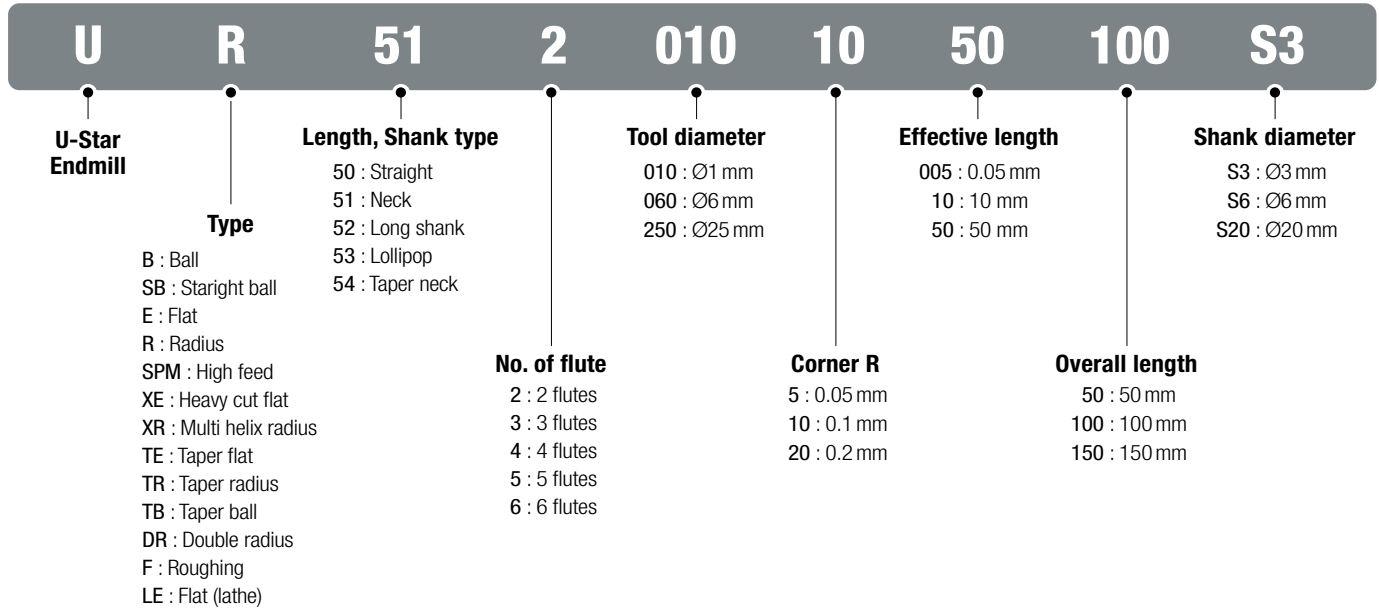 U R 51 2 010 10 50 100 S3
U-Star
Endmill
Type
B : Ball
SB : Staright ball
E : Flat
R : Radius
SPM : High feed
XE : Heavy cut flat
XR : Multi helix radius
TE : Taper flat
TR : Taper radius
TB : Taper ball
DR : Double radius
F : Roughing
LE : Flat (lathe)
Length, Shank type
50 : Straight
51 : Neck
52 : Long shank
53 : Lollipop
54 : Taper neck
No. of flute
2 : 2 flutes
3 : 3 flutes
4 : 4 flutes
5 : 5 flutes
6 : 6 flutes
Tool diameter
010 : Ø1 mm
060 : Ø6 mm
250 : Ø25 mm
Corner R
5 : 0.05 mm
10 : 0.1 mm
20 : 0.2 mm
Effective length
005 : 0.05 mm
10 : 10 mm
50 : 50 mm
Overall length
50 : 50 mm
100 : 100 mm
150 : 150 mm
Shank diameter
S3 : Ø3 mm
S6 : Ø6 mm
S20 : Ø20 mm